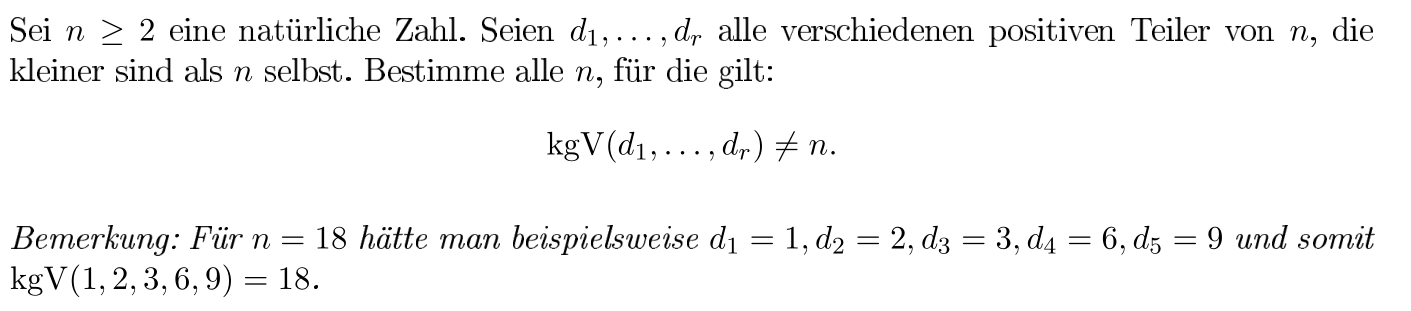 Sei n ≥ 2 eine natürliche Zahl. Seien d₁, . . . , dᵣ alle verschiedenen positiven Teiler von n, die
kleiner sind als n selbst. Bestimme alle n, für die gilt:
kgV(d₁, . . . , dᵣ) ≠ n.
Bemerkung: Für n = 18 hätte man beispielsweise d₁ = 1, d₂ = 2, d₃ = 3, d₄ = 6, d₅ = 9 und somit
kgV(1, 2, 3, 6, 9) = 18.